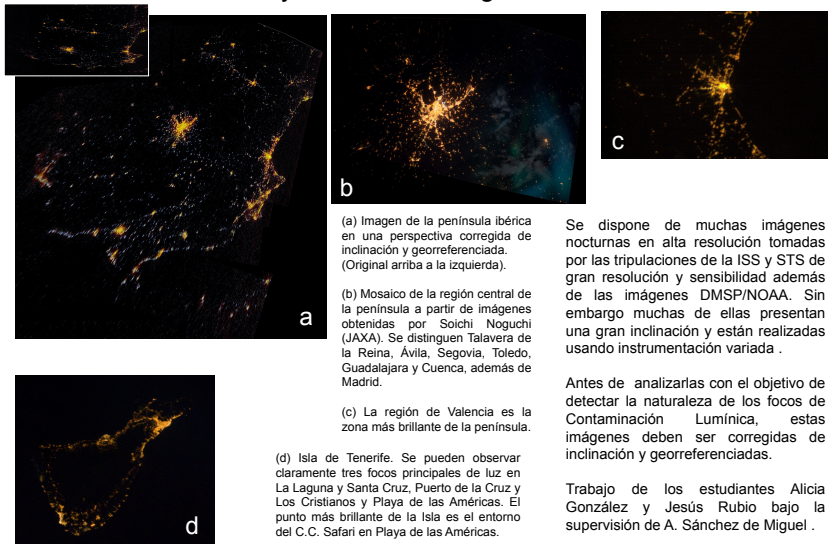 a
b
c
(a) Imagen de la península ibérica
en una perspectiva corregida de
inclinación y georreferenciada.
(Original arriba a la izquierda).
(b) Mosaico de la región central de
la península a partir de imágenes
obtenidas por Soichi Noguchi
(JAXA). Se distinguen Talavera de
la Reina, Ávila, Segovia, Toledo,
Guadalajara y Cuenca, además de
Madrid.
(c) La región de Valencia es la
zona más brillante de la península.
d
(d) Isla de Tenerife. Se pueden observar
claramente tres focos principales de luz en
La Laguna y Santa Cruz, Puerto de la Cruz y
Los Cristianos y Playa de las Américas. El
punto más brillante de la Isla es el entorno
del C.C. Safari en Playa de las Américas.
Se dispone de muchas imágenes
nocturnas en alta resolución tomadas
por las tripulaciones de la ISS y STS de
gran resolución y sensibilidad además
de las imágenes DMSP/NOAA. Sin
embargo muchas de ellas presentan
una gran inclinación y están realizadas
usando instrumentación variada .
Antes de analizarlas con el objetivo de
detectar la naturaleza de los focos de
Contaminación Lumínica, estas
imágenes deben ser corregidas de
inclinación y georreferenciadas.
Trabajo de los estudiantes Alicia
González y Jesús Rubio bajo la
supervisión de A. Sánchez de Miguel .